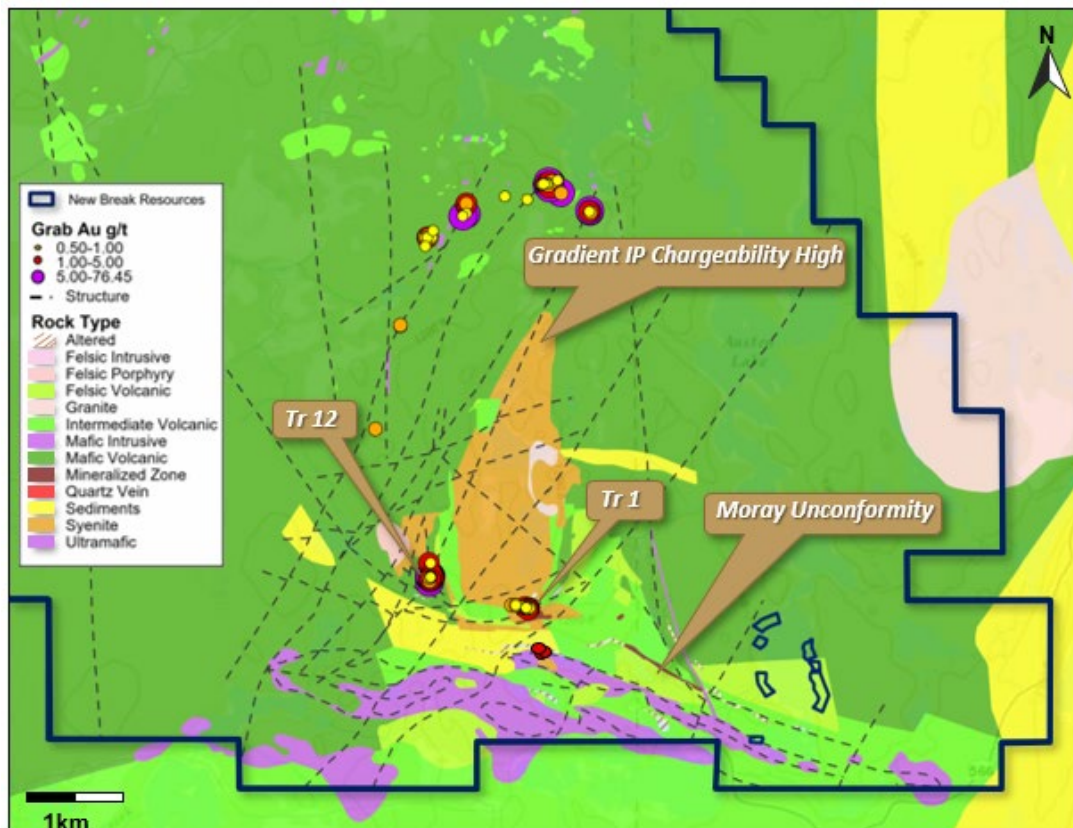 N
New Break Resources
Grab Au g/t
0.50-1.00
1.00-5.00
5.00-76.45
Structure
Rock Type
Altered
Felsic Intrusive
Felsic Porphyry
Felsic Volcanic
Granite
Intermediate Volcanic
Mafic Intrusive
Mafic Volcanic
Mineralized Zone
Quartz Vein
Sediments
Syenite
Ultramafic
Gradient IP Chargeability High
Lake
Tr 12
Tr 1
Moray Unconformity
1km